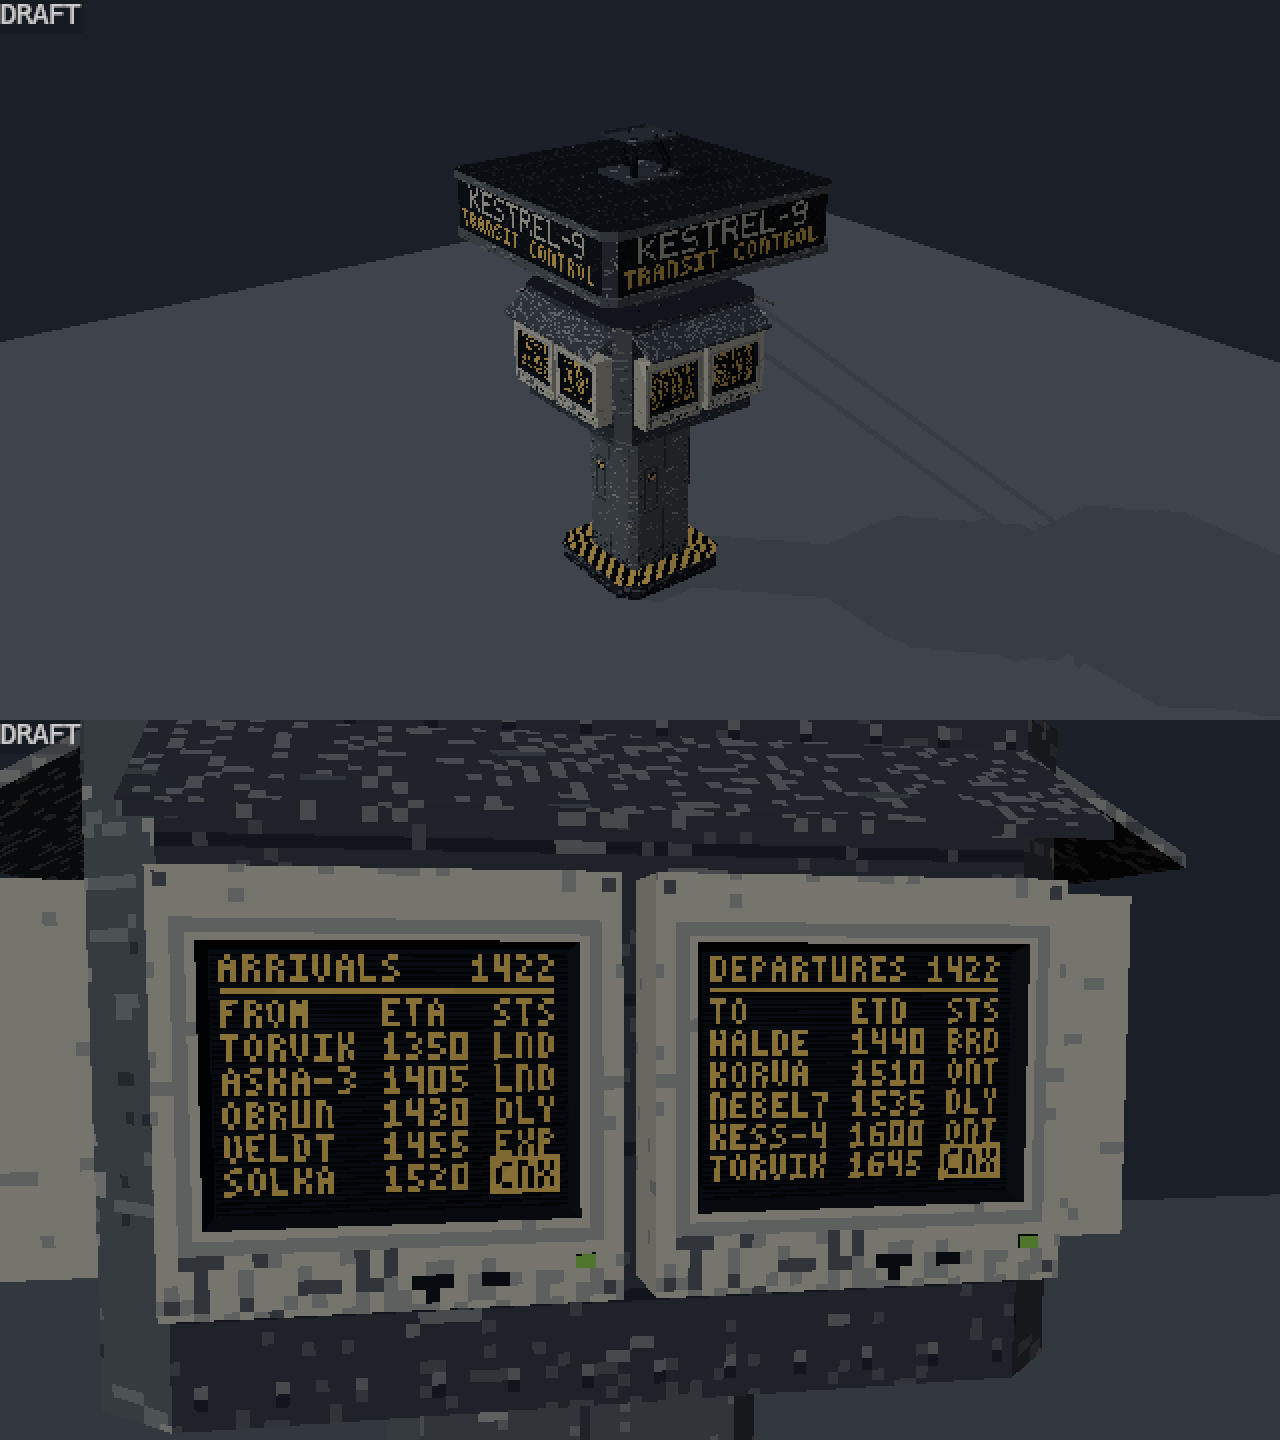 DRAFT
KESTREL-9
TRANSIT CONTROL
KESTREL-9
TRANSIT CONTROL
DRAFT
ARRIVALS 1422
FROM ETA STS
TORVIK 1350 LND
ASKA-3 1405 LND
OBRUN 1430 DLY
VELDT 1455 EXP
SOLKA 1520 CNX
DEPARTURES 1422
TO ETD STS
HALDE 1440 BRD
KORVA 1510 ONT
NEBEL7 1535 DLY
KESS-4 1600 ONT
TORVIK 1645 CNX